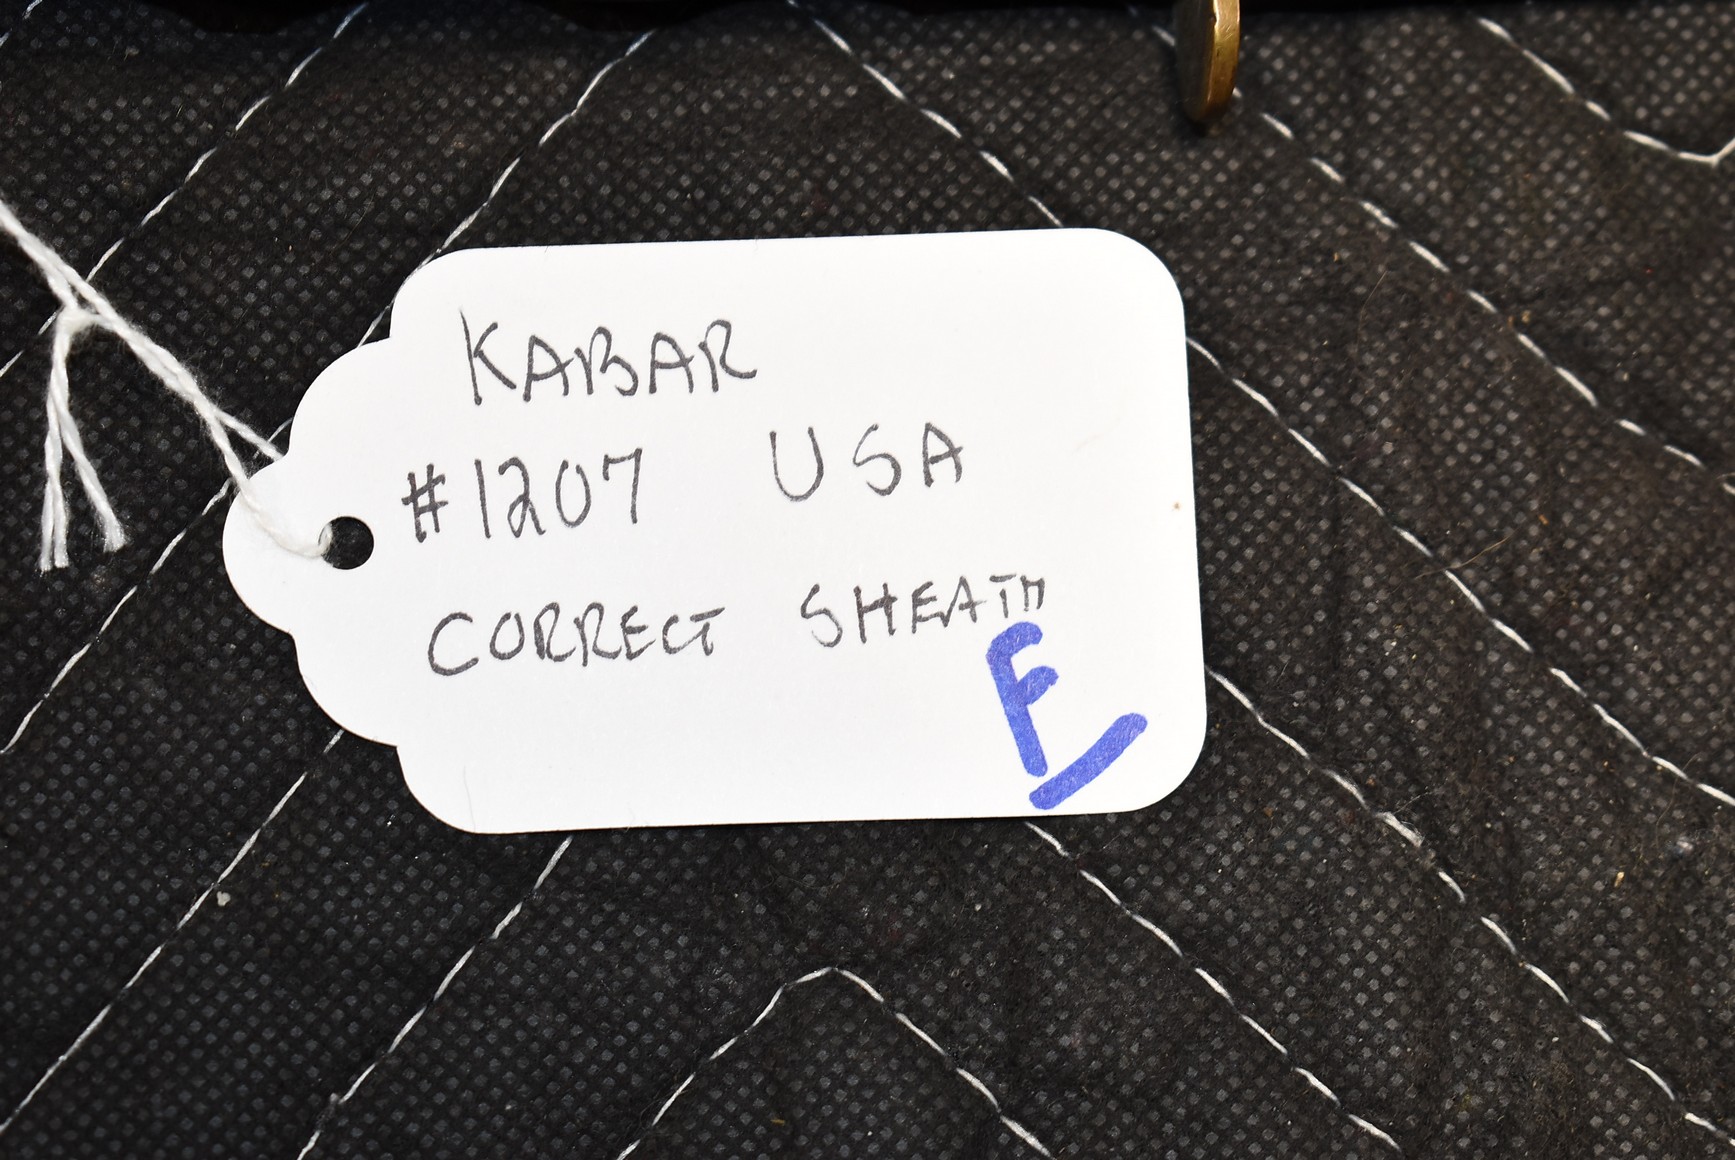 KABAR
#1207 USA
CORRECT SHEATH
F